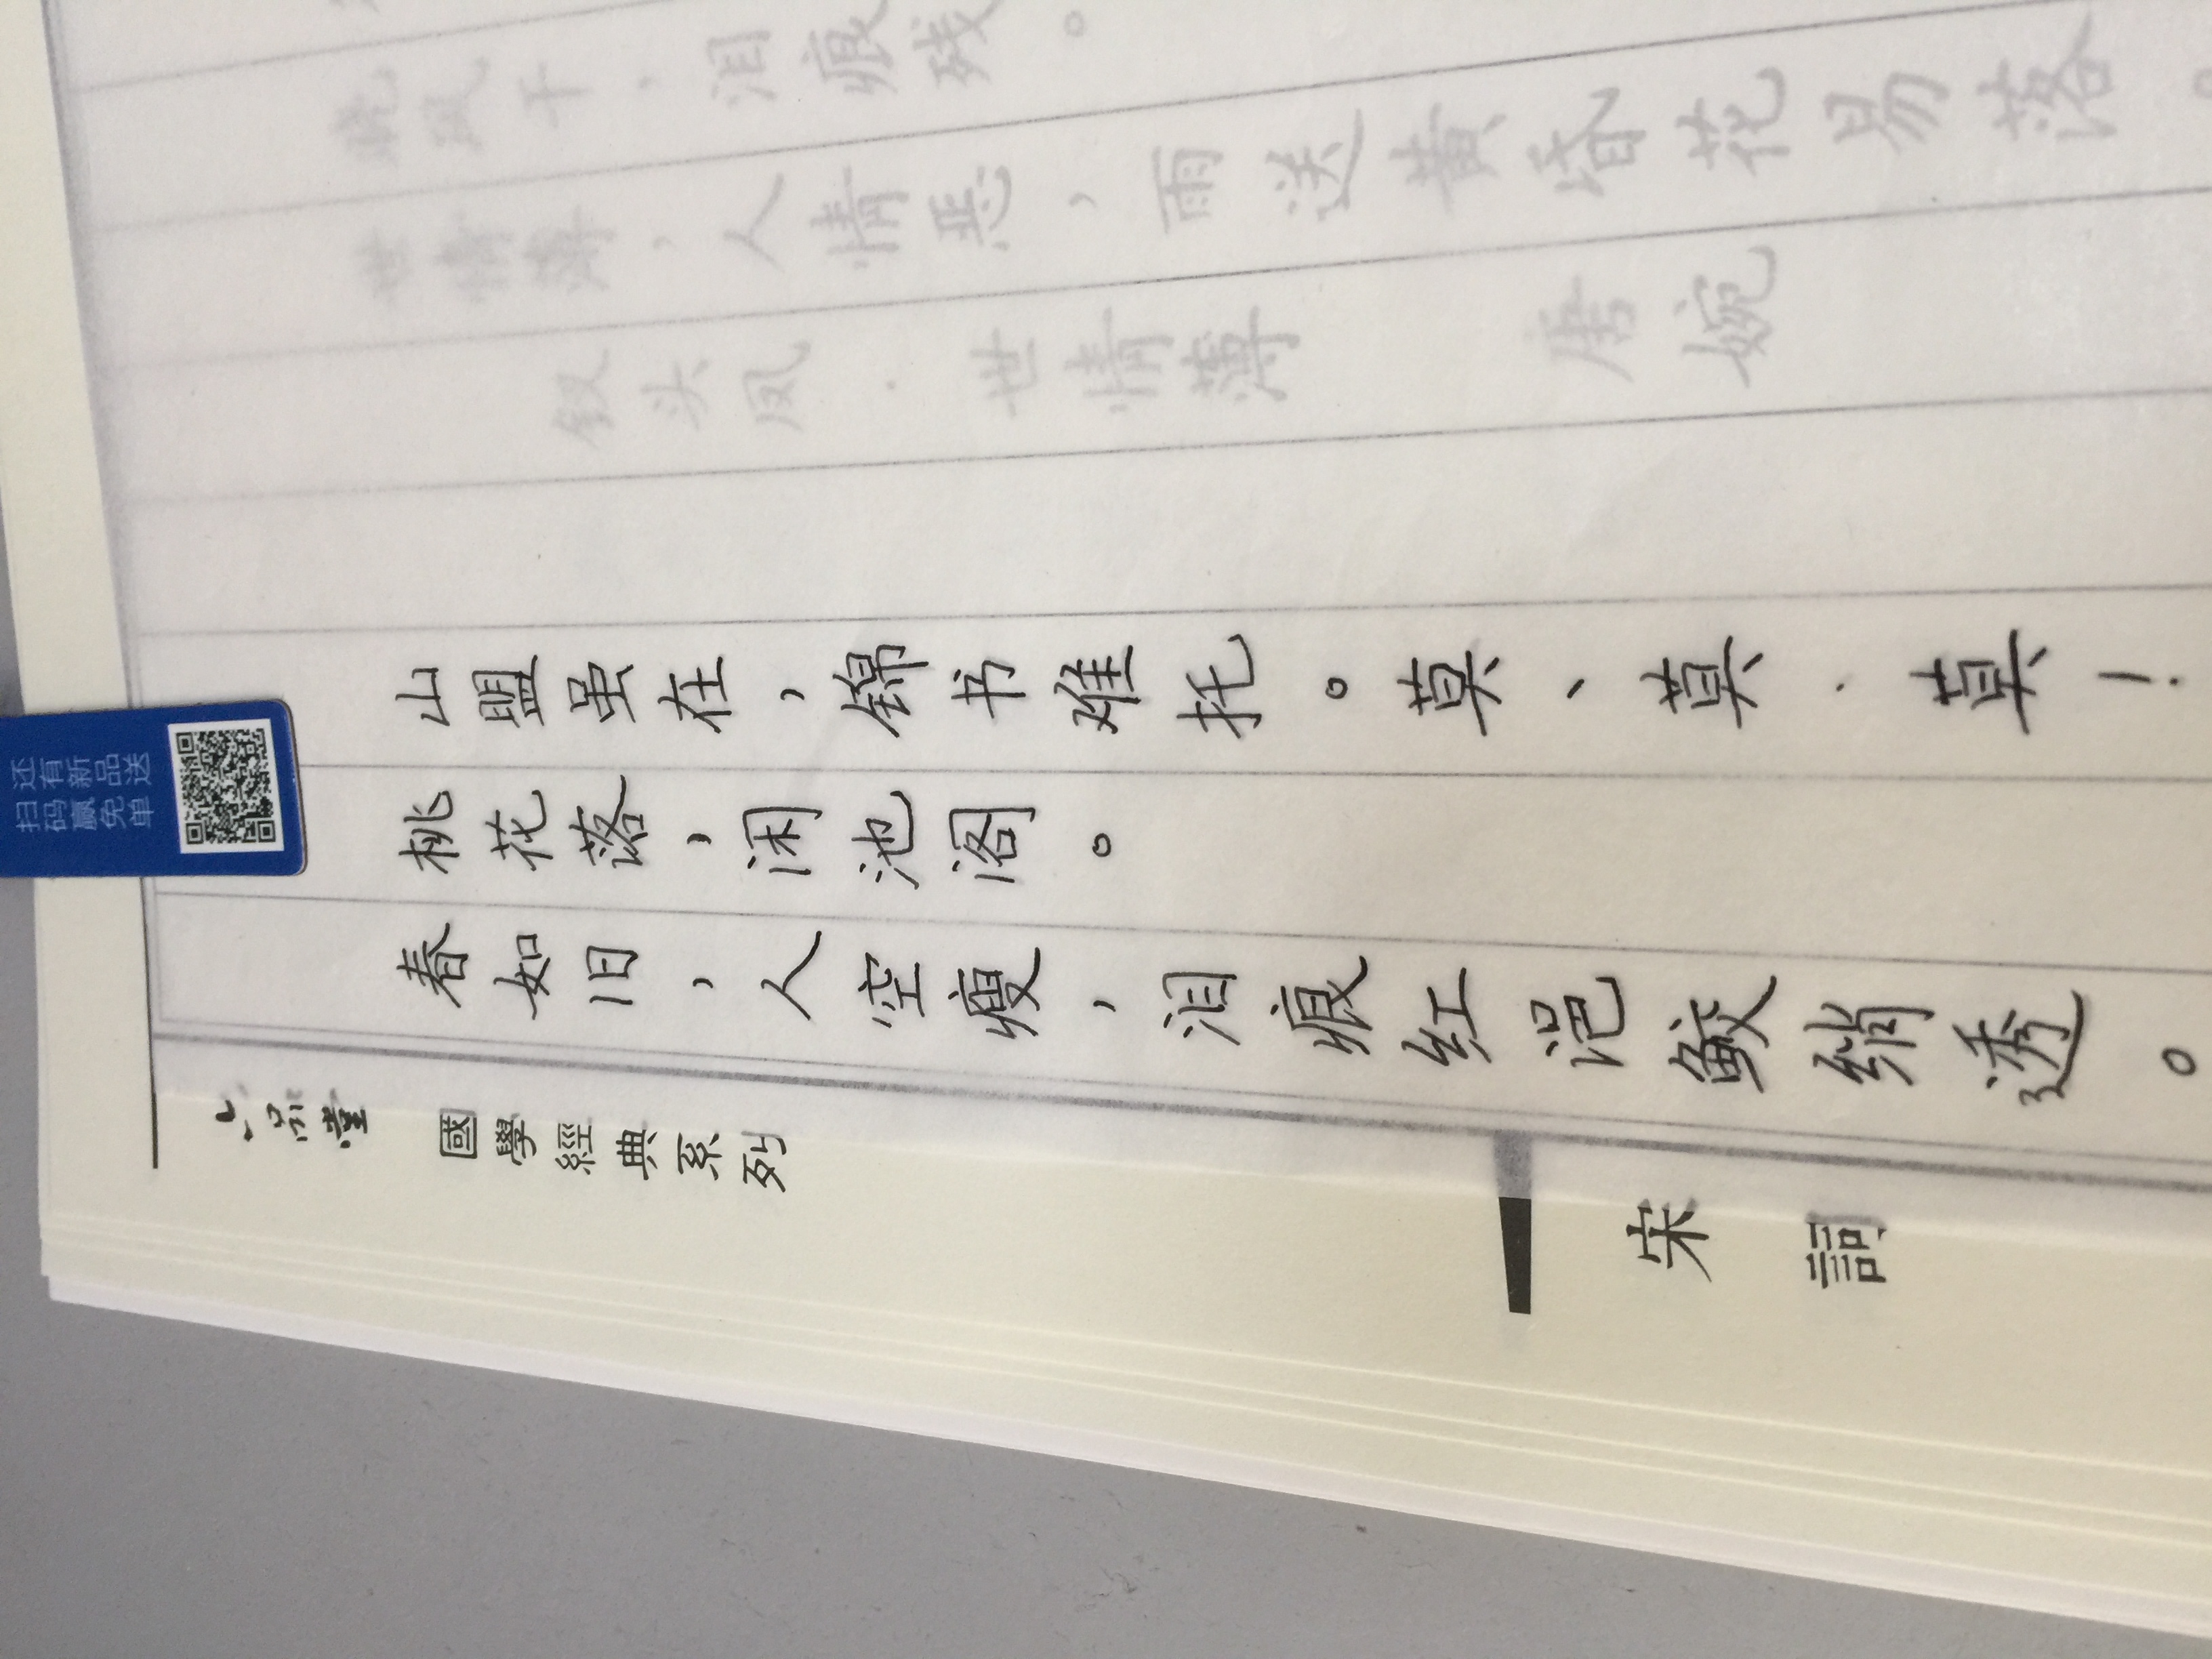 扫码赢免单
还有新品送
六品堂 國學經典系列
宋詞
春如旧，人空瘦，泪痕红浥鲛绡透。
桃花落，闲池阁。
山盟虽在，锦书难托。莫、莫、莫！
钗头凤·世情薄 唐婉
世情薄，人情恶，雨送黄昏花易落
晓风干，泪痕残。